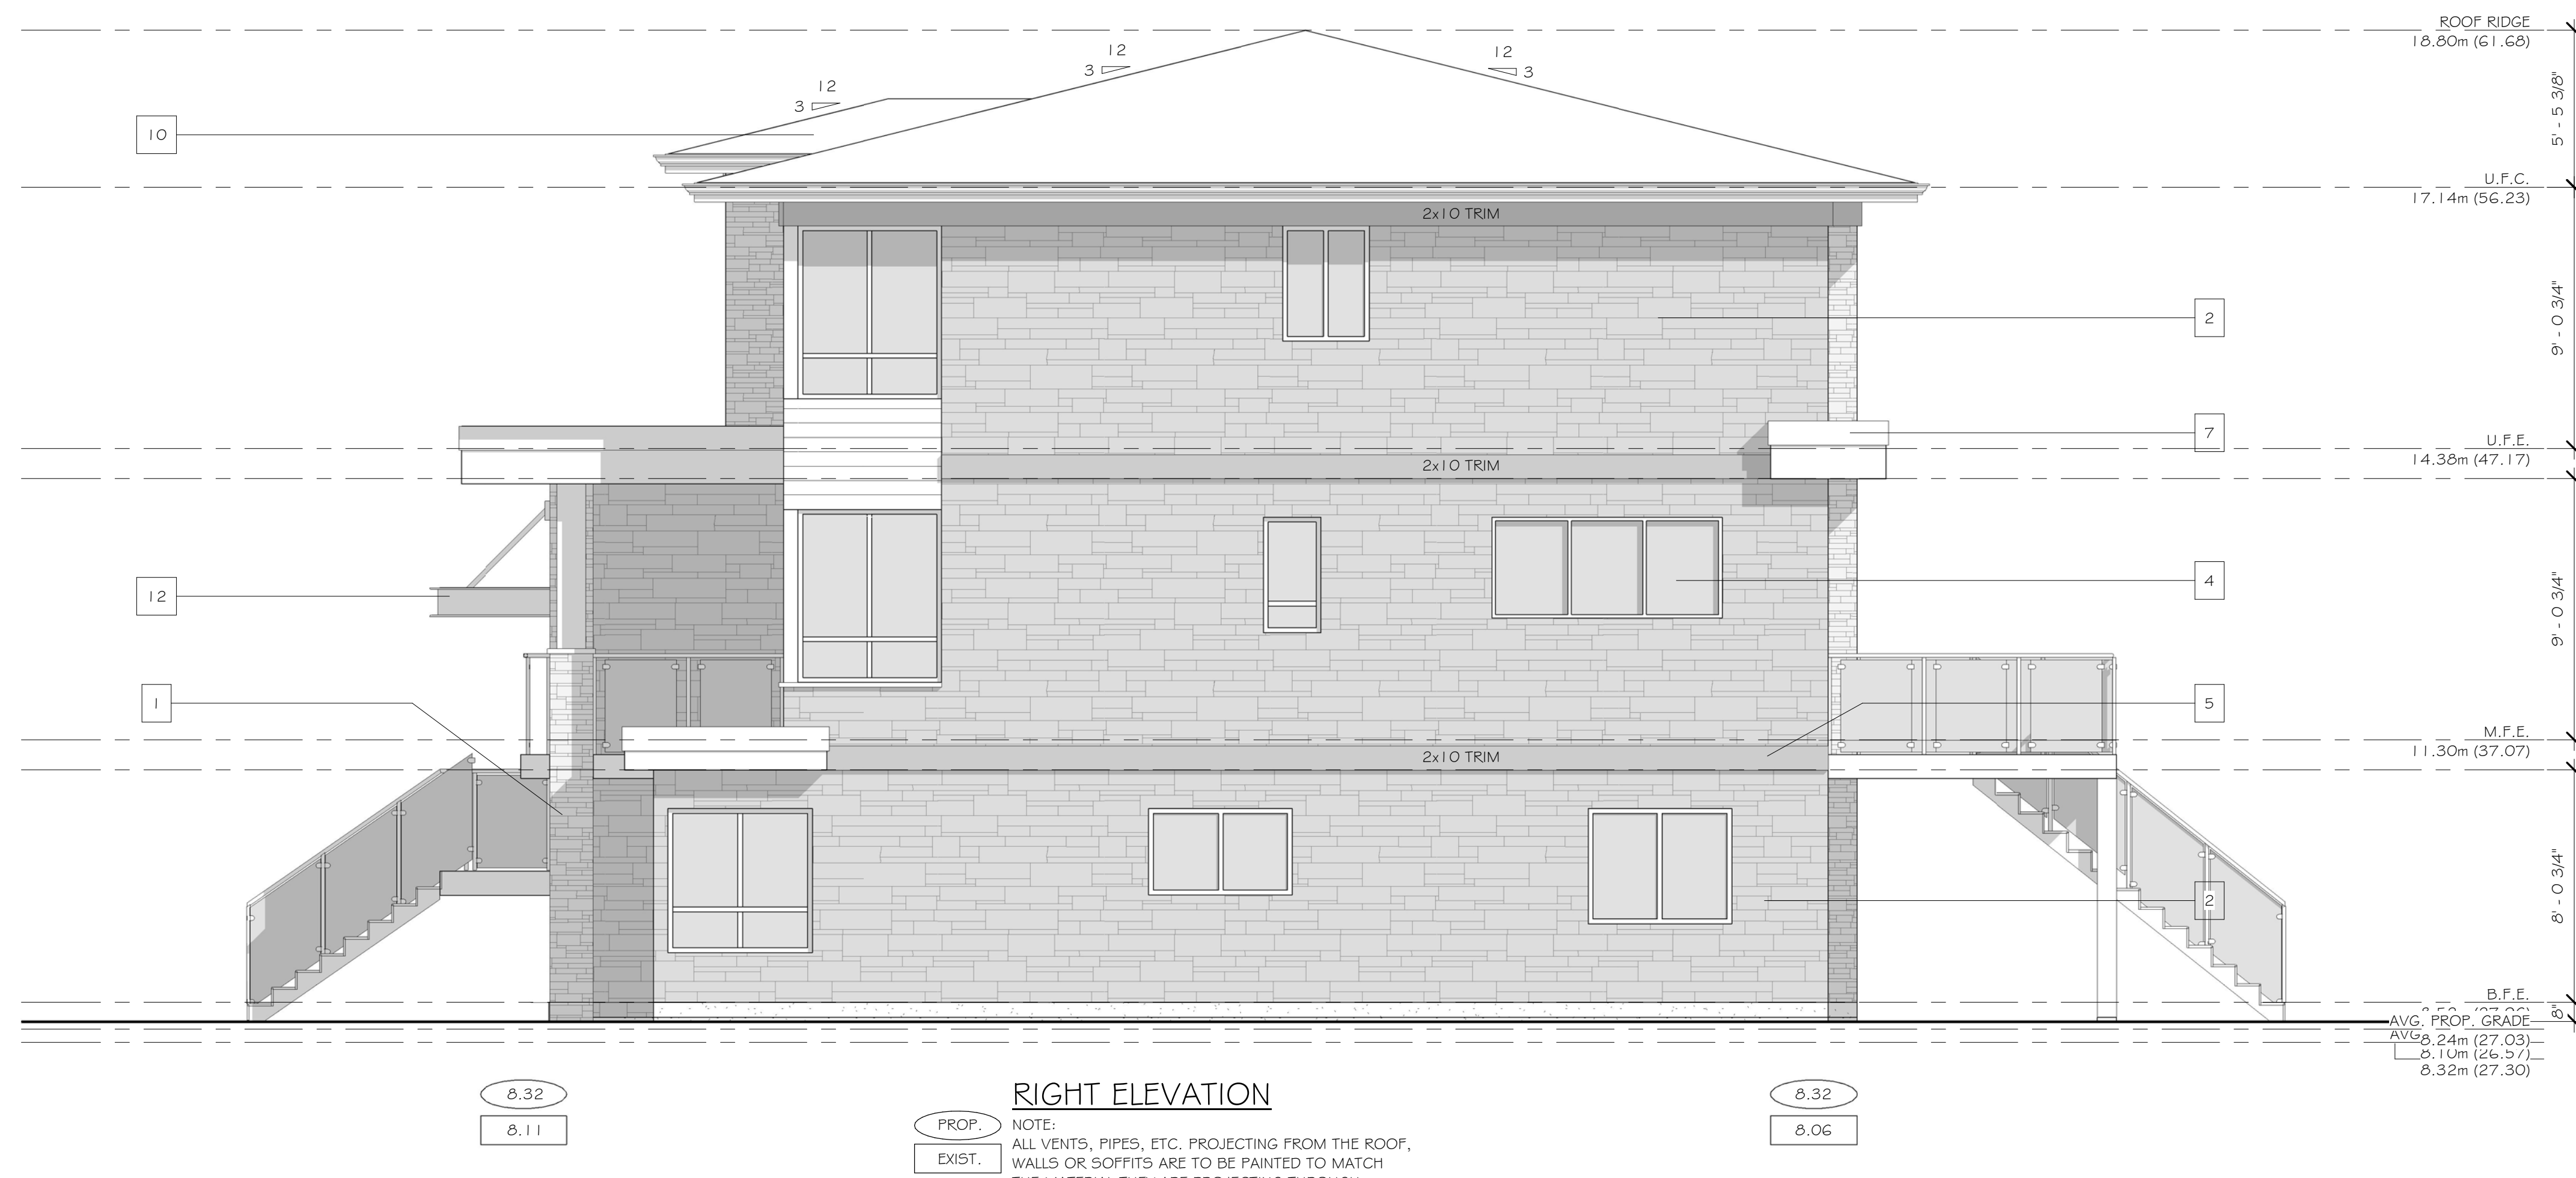 ROOF RIDGE
18.80m (61.68)
12
3
12
3
12
3
10
5' - 5 3/8"
U.F.C.
17.14m (56.23)
2x10 TRIM
9' - 0 3/4"
2
7
U.F.E.
14.38m (47.17)
2x10 TRIM
12
4
9' - 0 3/4"
1
5
M.F.E.
11.30m (37.07)
2x10 TRIM
8' - 0 3/4"
2
B.F.E.
8"
AVG. PROP. GRADE
AVG
8.24m (27.03)
8.10m (26.57)
8.32m (27.30)
8.32
8.11
RIGHT ELEVATION
8.32
8.06
PROP.
EXIST.
NOTE:
ALL VENTS, PIPES, ETC. PROJECTING FROM THE ROOF,
WALLS OR SOFFITS ARE TO BE PAINTED TO MATCH